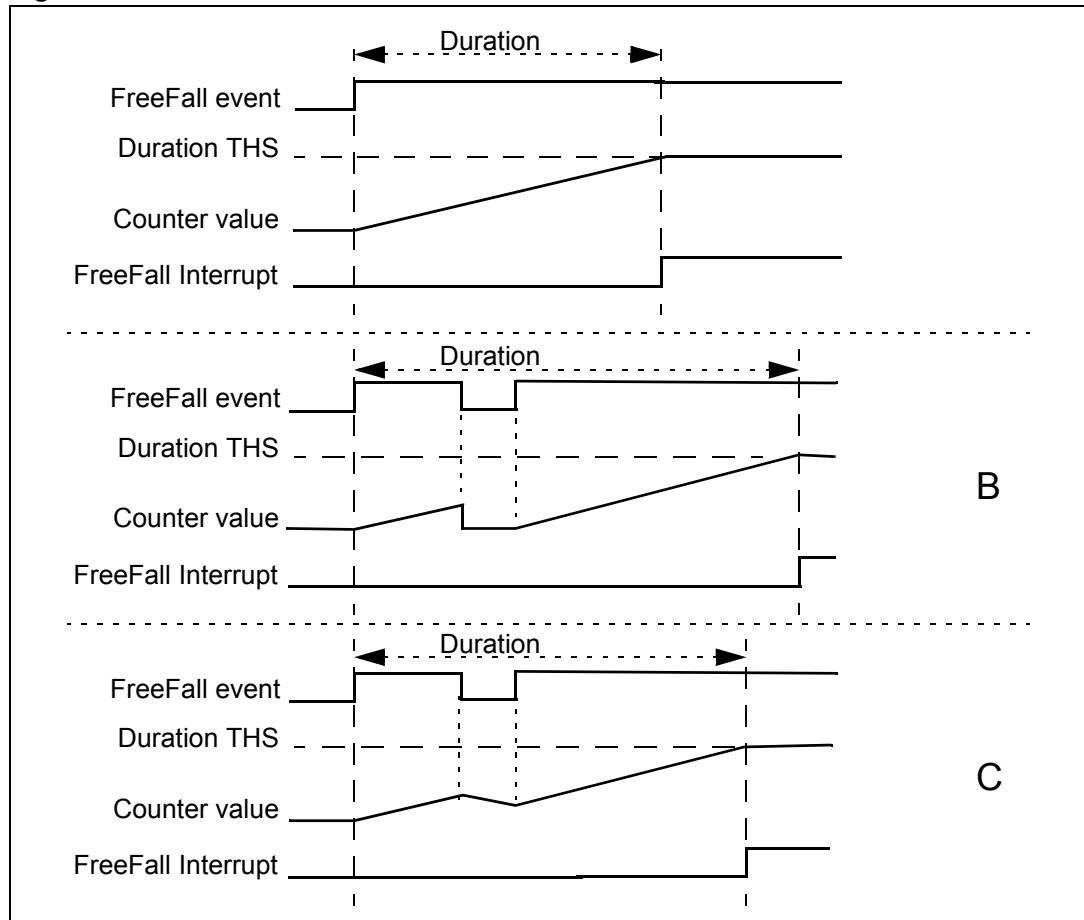 Duration
FreeFall event
Duration THS
Counter value
FreeFall Interrupt
Duration
FreeFall event
Duration THS
B
Counter value
FreeFall Interrupt
Duration
FreeFall event
Duration THS
C
Counter value
FreeFall Interrupt